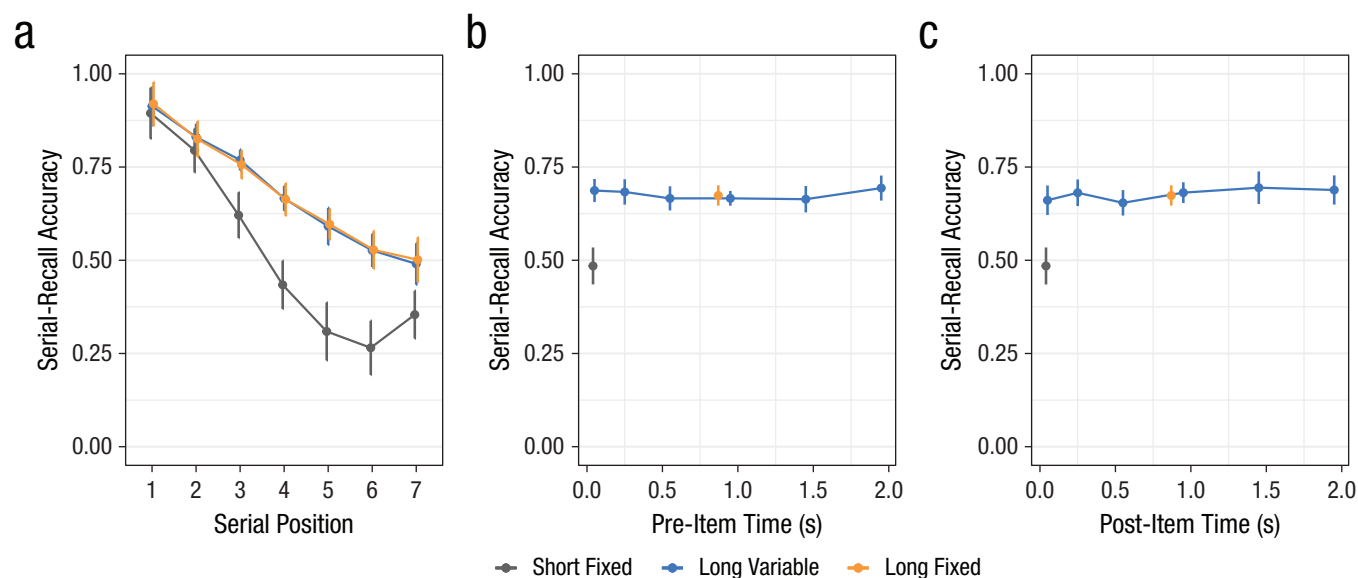 a
1.00
0.75
0.50
0.25
0.00
Serial-Recall Accuracy
1 2 3 4 5 6 7
Serial Position
b
1.00
0.75
0.50
0.25
0.00
Serial-Recall Accuracy
0.0 0.5 1.0 1.5 2.0
Pre-Item Time (s)
c
1.00
0.75
0.50
0.25
0.00
Serial-Recall Accuracy
0.0 0.5 1.0 1.5 2.0
Post-Item Time (s)
Short Fixed Long Variable Long Fixed